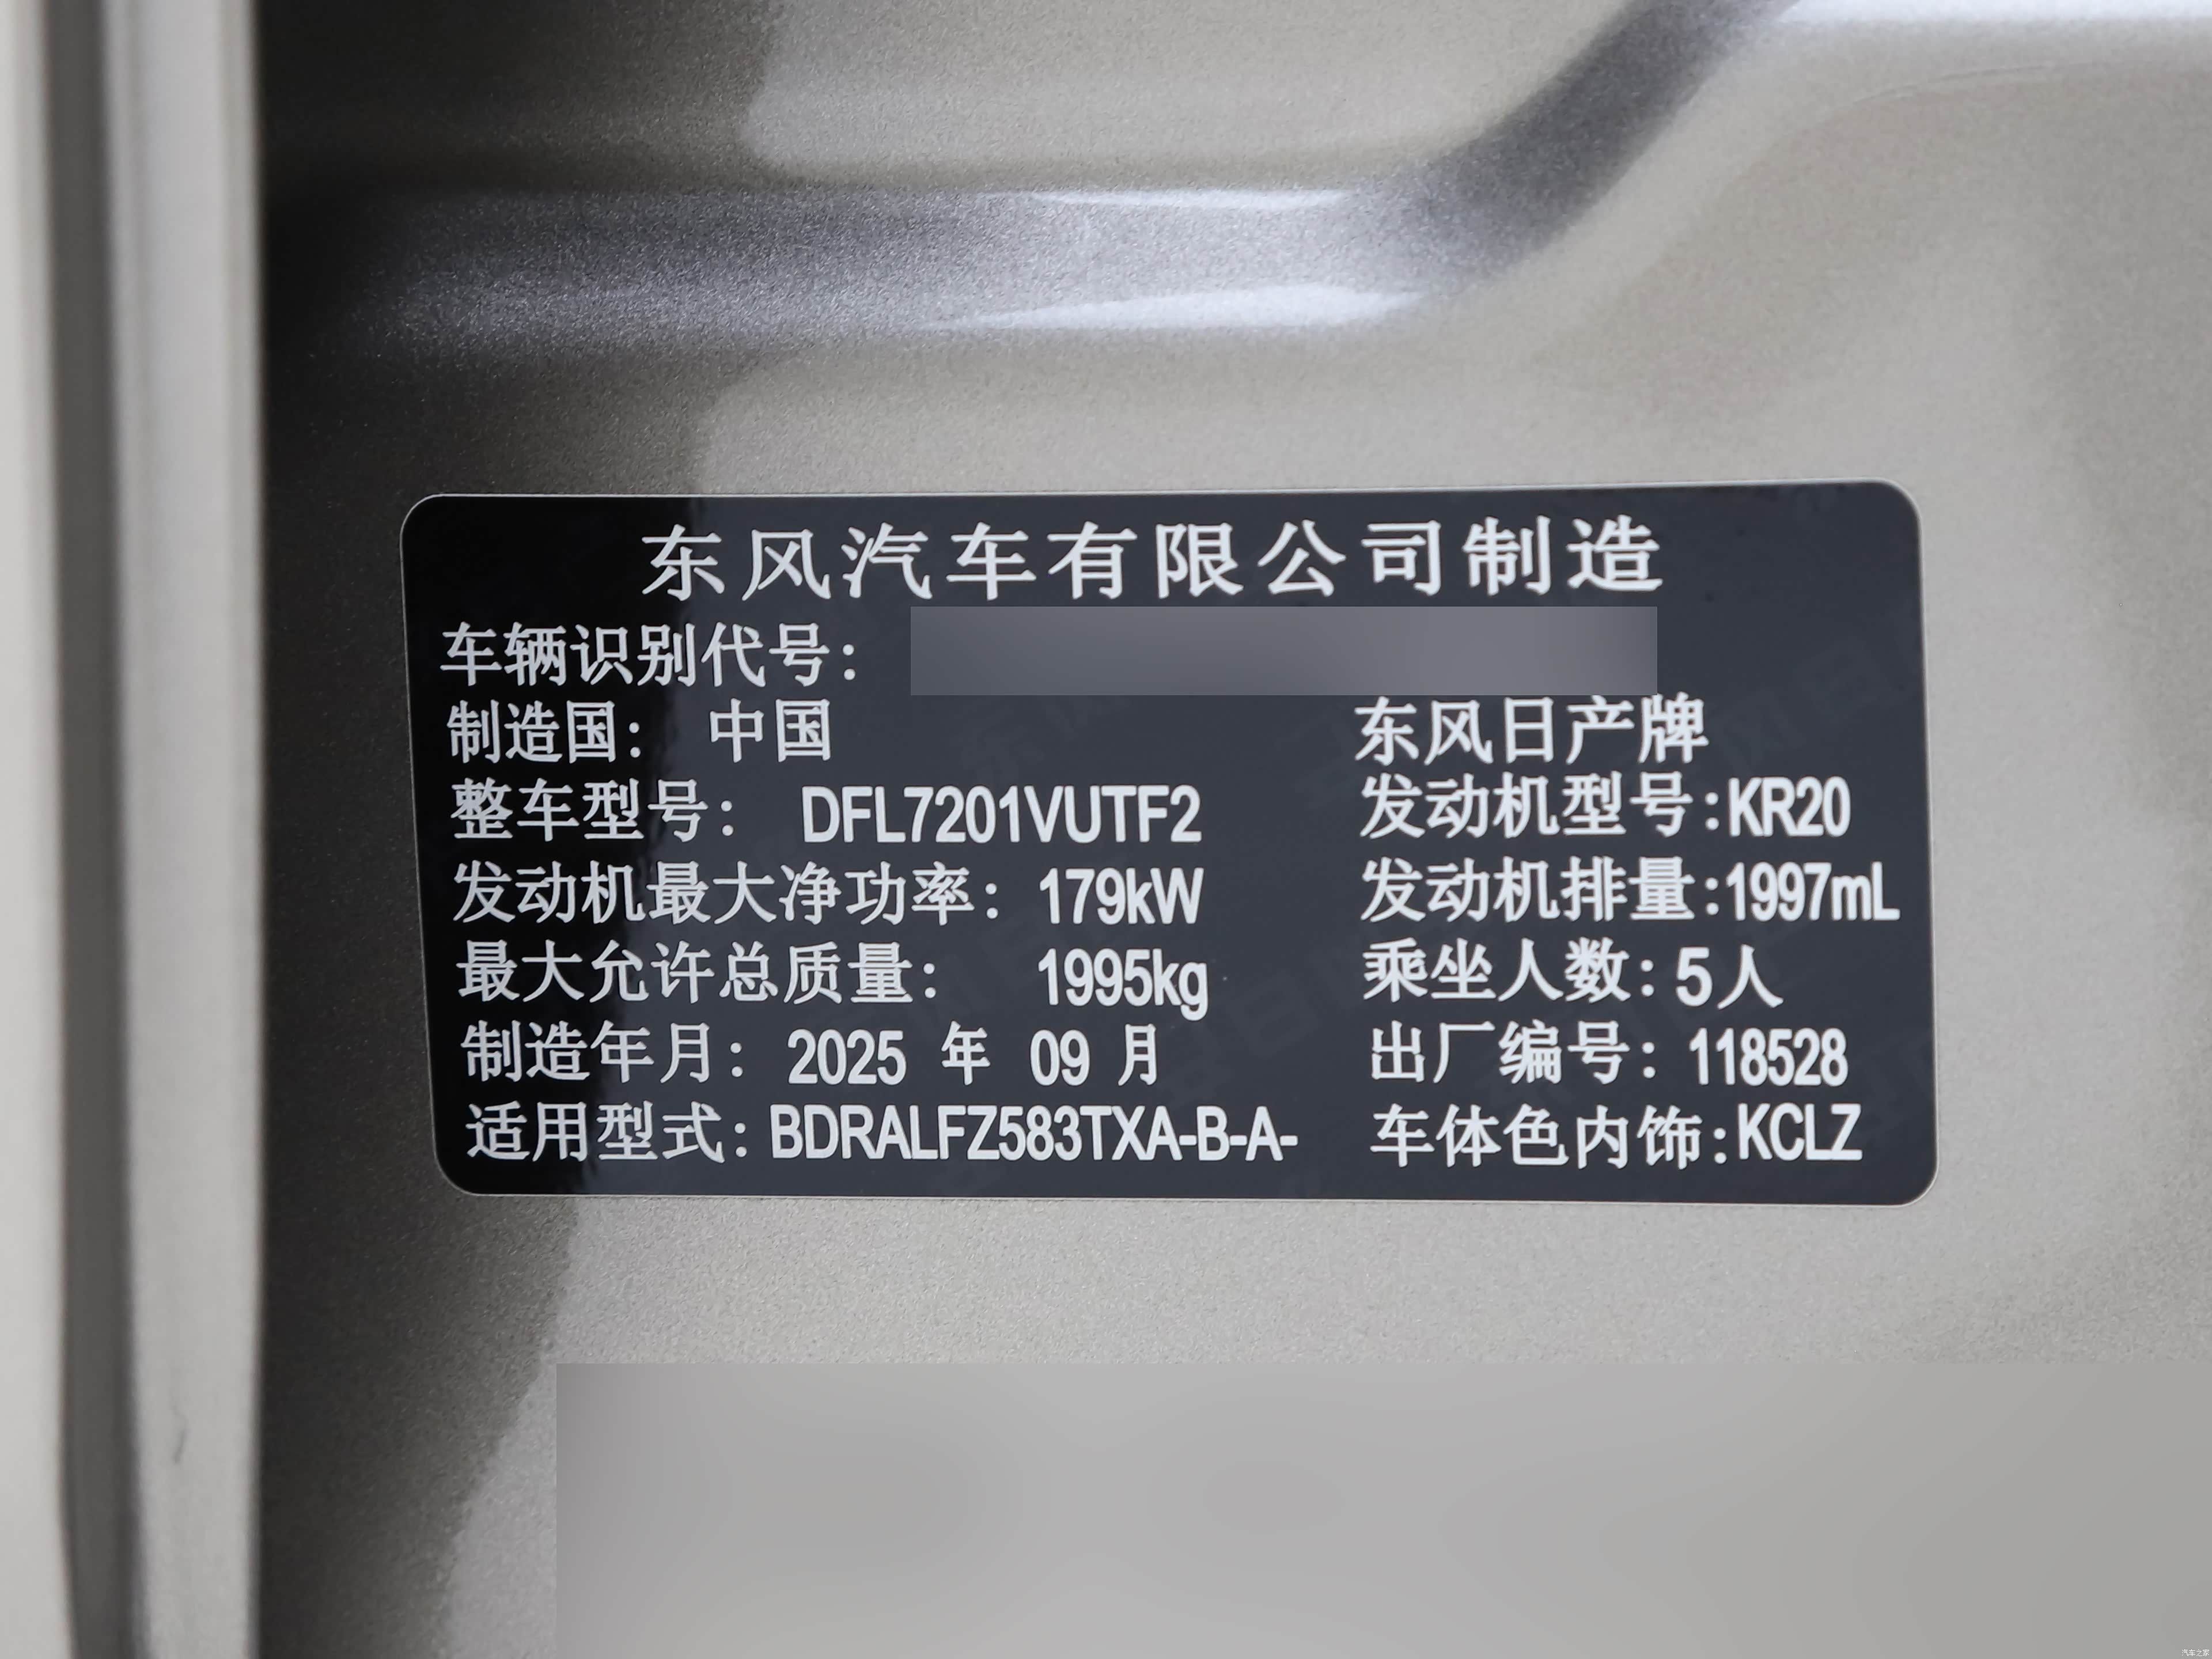 东风汽车有限公司制造
车辆识别代号：
制造国： 中国 东风日产牌
整车型号： DFL7201VUTF2 发动机型号:KR20
发动机最大净功率： 179kW 发动机排量:1997mL
最大允许总质量： 1995kg 乘坐人数: 5人
制造年月： 2025 年 09 月 出厂编号： 118528
适用型式: BDRALFZ583TXA-B-A- 车体色内饰:KCLZ
汽车之家